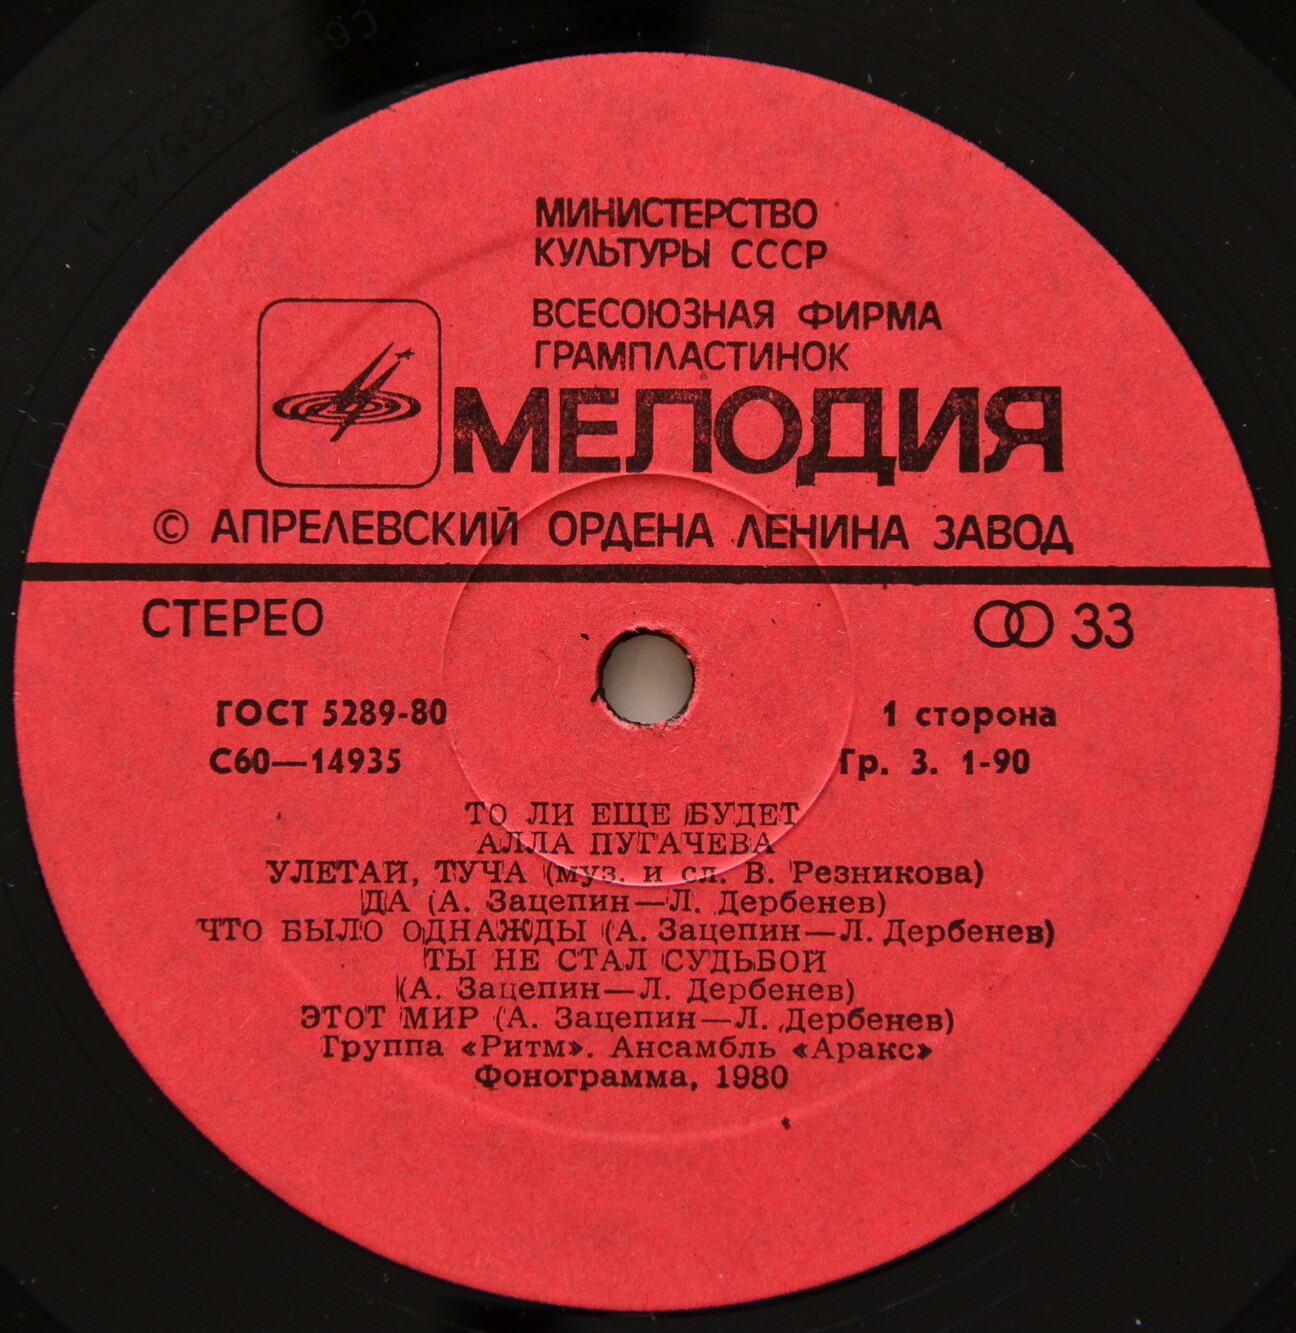 МИНИСТЕРСТВО
КУЛЬТУРЫ СССР
ВСЕСОЮЗНАЯ ФИРМА
ГРАМПЛАСТИНОК
МЕЛОДИЯ
© АПРЕЛЕВСКИЙ ОРДЕНА ЛЕНИНА ЗАВОД
СТЕРЕО 33
ГОСТ 5289-80 1 сторона
С60—14935 Гр. 3. 1-90
ТО ЛИ ЕЩЕ БУДЕТ
АЛЛА ПУГАЧЕВА
УЛЕТАЙ, ТУЧА (муз. и сл. В. Резникова)
ДА (А. Зацепин—Л. Дербенев)
ЧТО БЫЛО ОДНАЖДЫ (А. Зацепин—Л. Дербенев)
ТЫ НЕ СТАЛ СУДЬБОЙ
(А. Зацепин—Л. Дербенев)
ЭТОТ МИР (А. Зацепин—Л. Дербенев)
Группа «Ритм». Ансамбль «Аракс»
Фонограмма, 1980